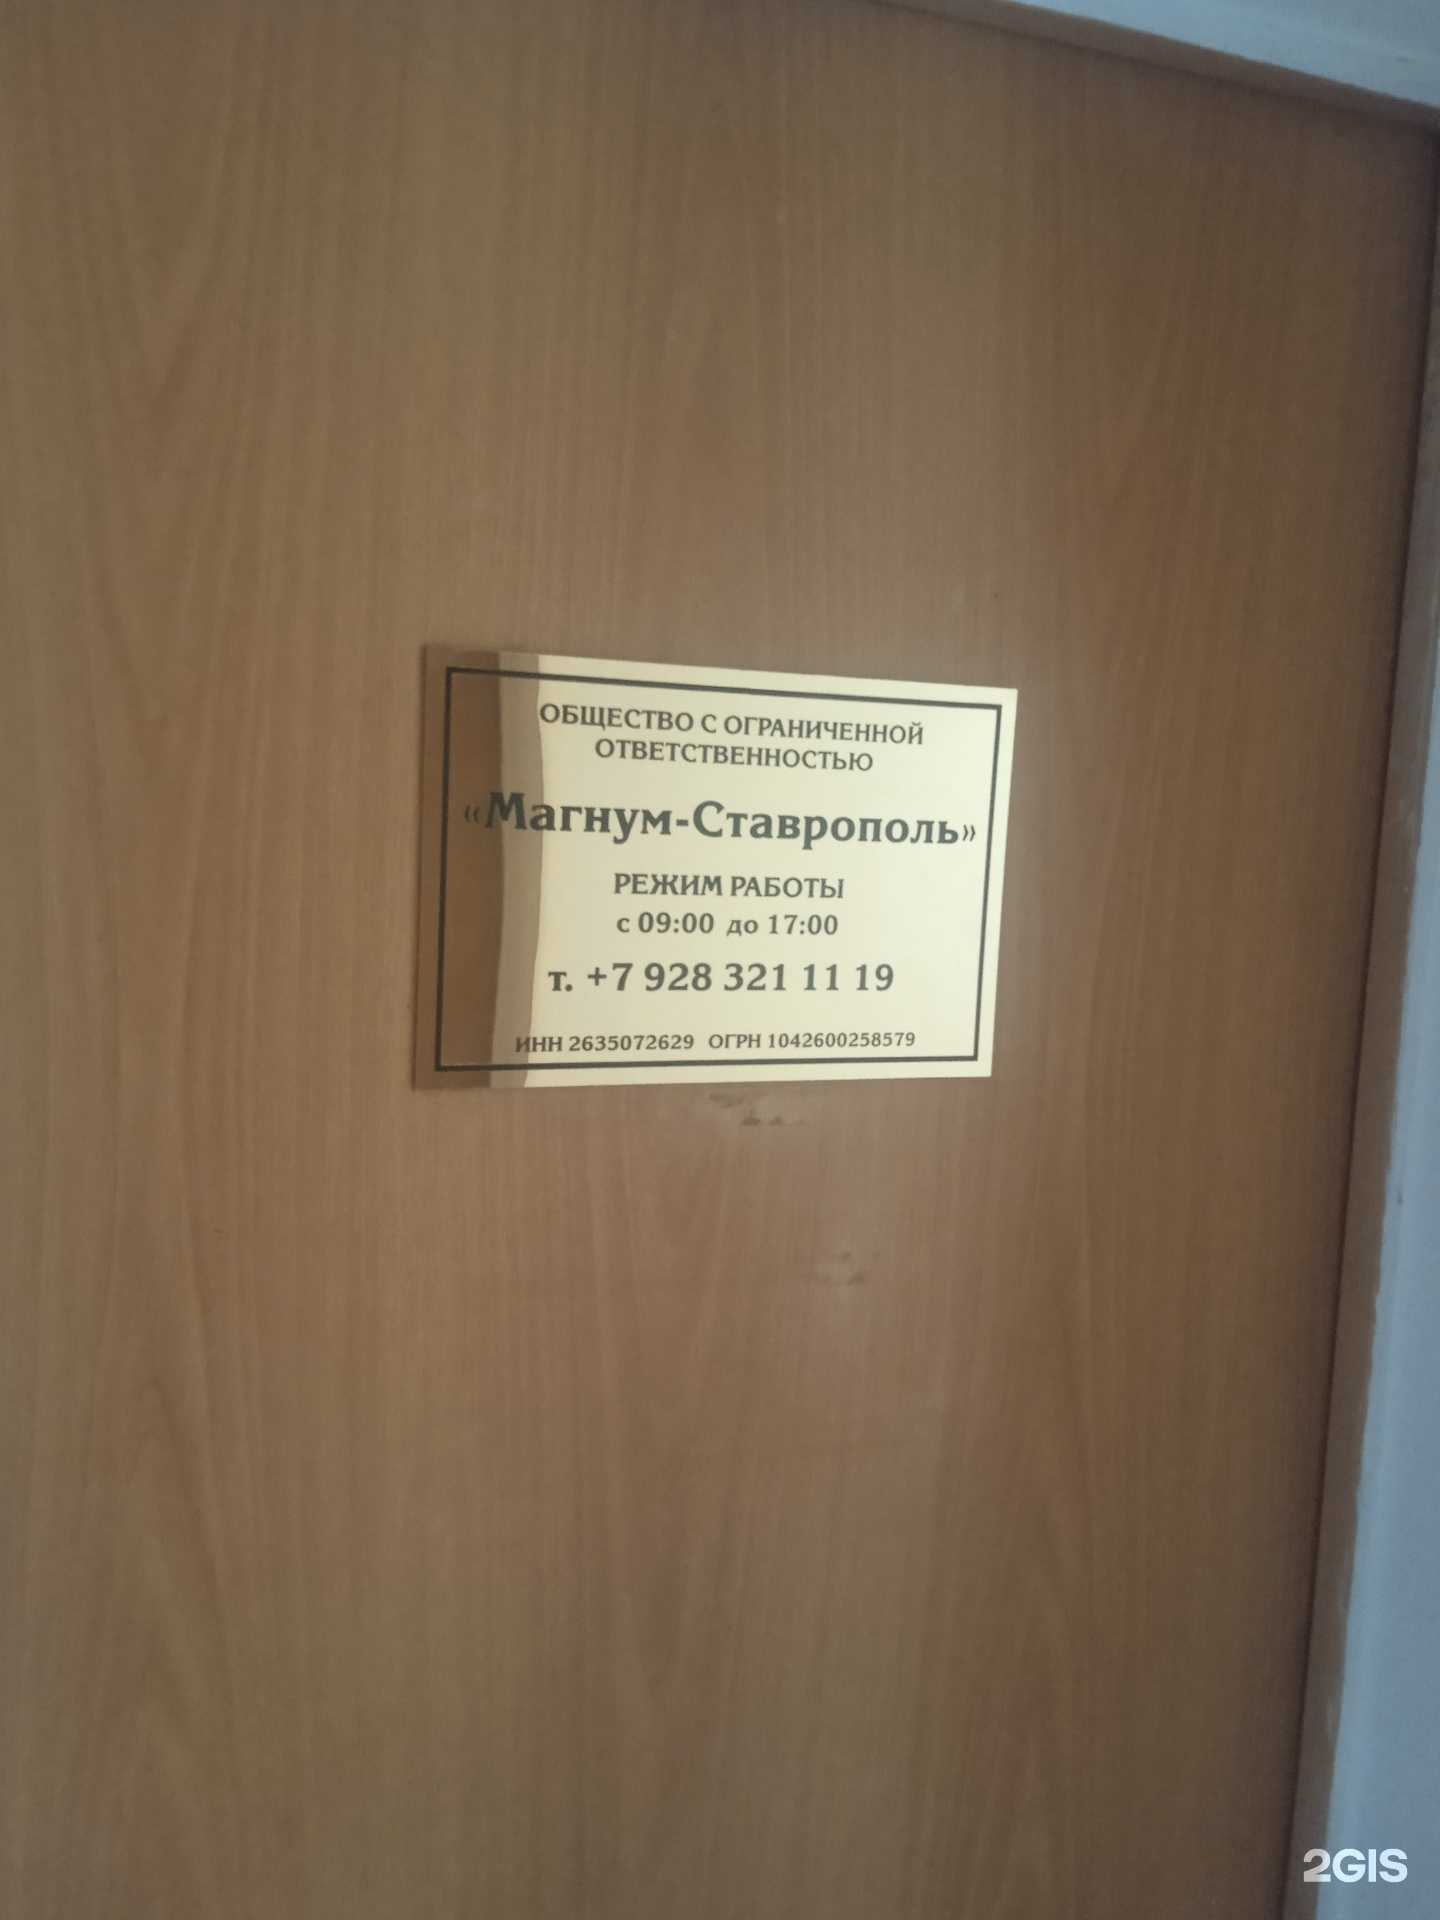 ОБЩЕСТВО С ОГРАНИЧЕННОЙ
ОТВЕТСТВЕННОСТЬЮ
«Магнум-Ставрополь»
РЕЖИМ РАБОТЫ
с 09:00 до 17:00
т. +7 928 321 11 19
ИНН 2635072629 ОГРН 1042600258579
2GIS